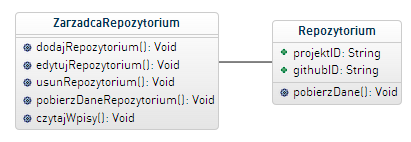 ZarzadcaRepozytorium
dodajRepozytorium(): Void
edytujRepozytorium(): Void
usunRepozytorium(): Void
pobierzDaneRepozytorium(): Void
czytajWpisy(): Void
Repozytorium
projektID: String
githubID: String
pobierzDane(): Void